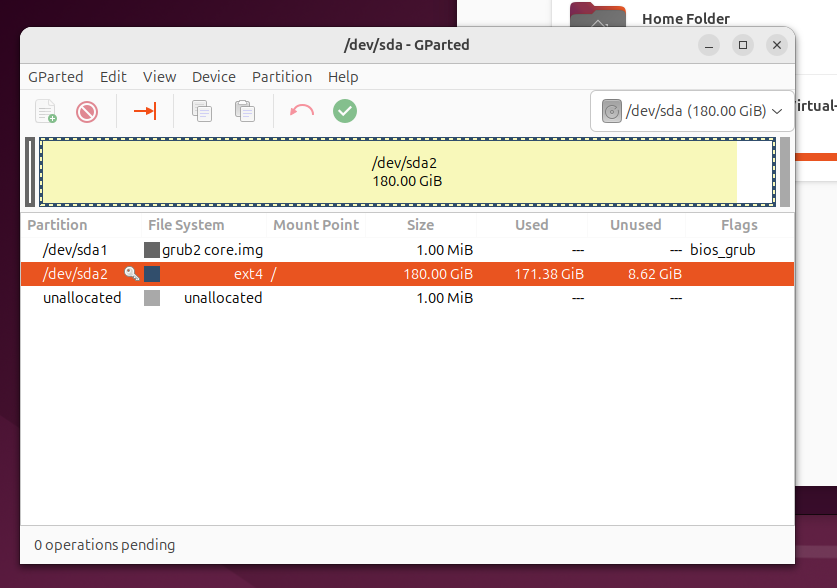 Home Folder
/dev/sda - GParted
GParted Edit View Device Partition Help
/dev/sda (180.00 GiB)
irtual-
/dev/sda2
180.00 GiB
Partition File System Mount Point Size Used Unused Flags
/dev/sda1 grub2 core.img 1.00 MiB --- --- bios_grub
/dev/sda2 ext4 / 180.00 GiB 171.38 GiB 8.62 GiB
unallocated unallocated 1.00 MiB --- ---
0 operations pending